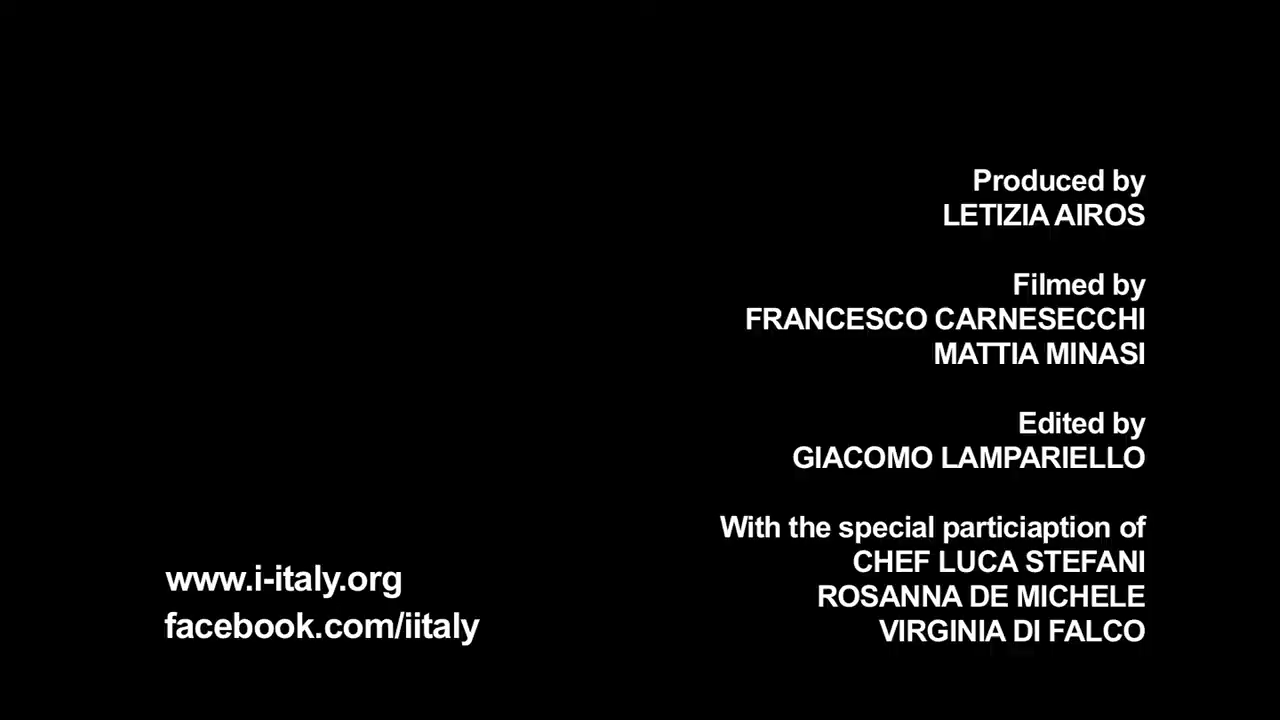 Produced by
LETIZIA AIROS
Filmed by
FRANCESCO CARNESECCHI
MATTIA MINASI
Edited by
GIACOMO LAMPARIELLO
With the special particiaption of
CHEF LUCA STEFANI
ROSANNA DE MICHELE
VIRGINIA DI FALCO
www.i-italy.org
facebook.com/iitaly